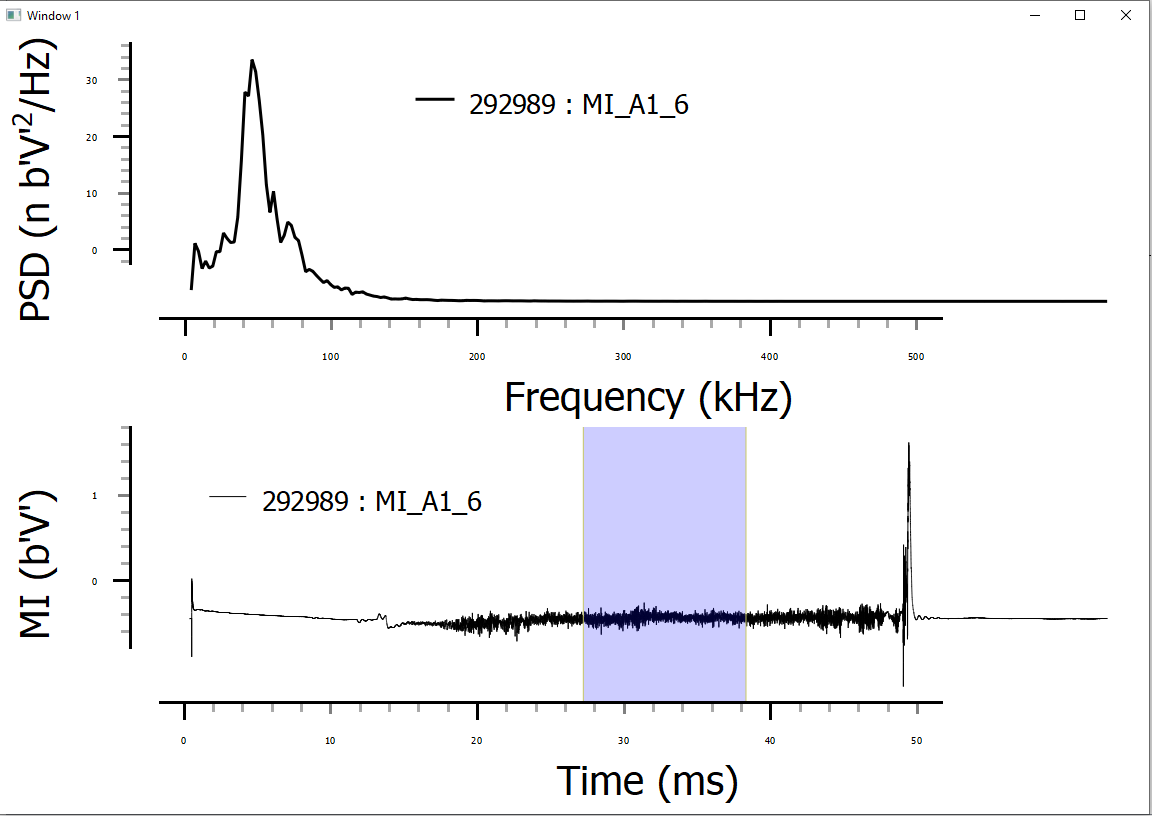 Window 1
PSD (n b'V'²/Hz)
30
20
10
0
292989 : MI_A1_6
0 100 200 300 400 500
Frequency (kHz)
MI (b'V')
1
0
292989 : MI_A1_6
0 10 20 30 40 50
Time (ms)